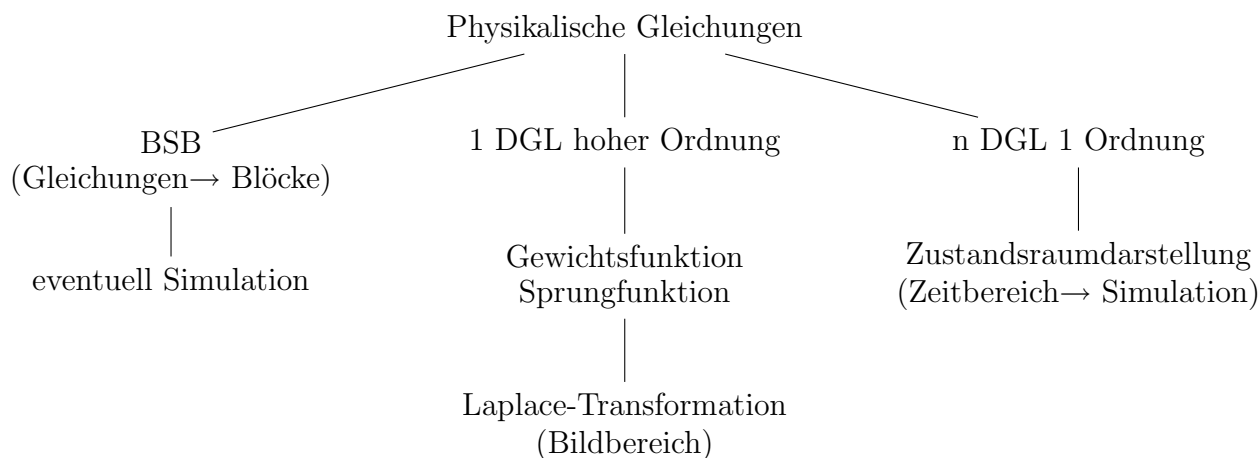 Physikalische Gleichungen
BSB
(Gleichungen→ Blöcke)
1 DGL hoher Ordnung
n DGL 1 Ordnung
eventuell Simulation
Gewichtsfunktion
Sprungfunktion
Zustandsraumdarstellung
(Zeitbereich→ Simulation)
Laplace-Transformation
(Bildbereich)